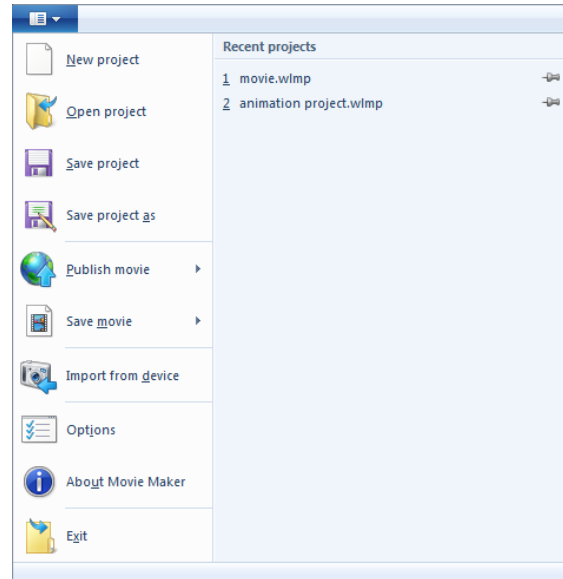 New project
Open project
Save project
Save project as
Publish movie
Save movie
Import from device
Options
About Movie Maker
Exit
Recent projects
1 movie.wlmp
2 animation project.wlmp